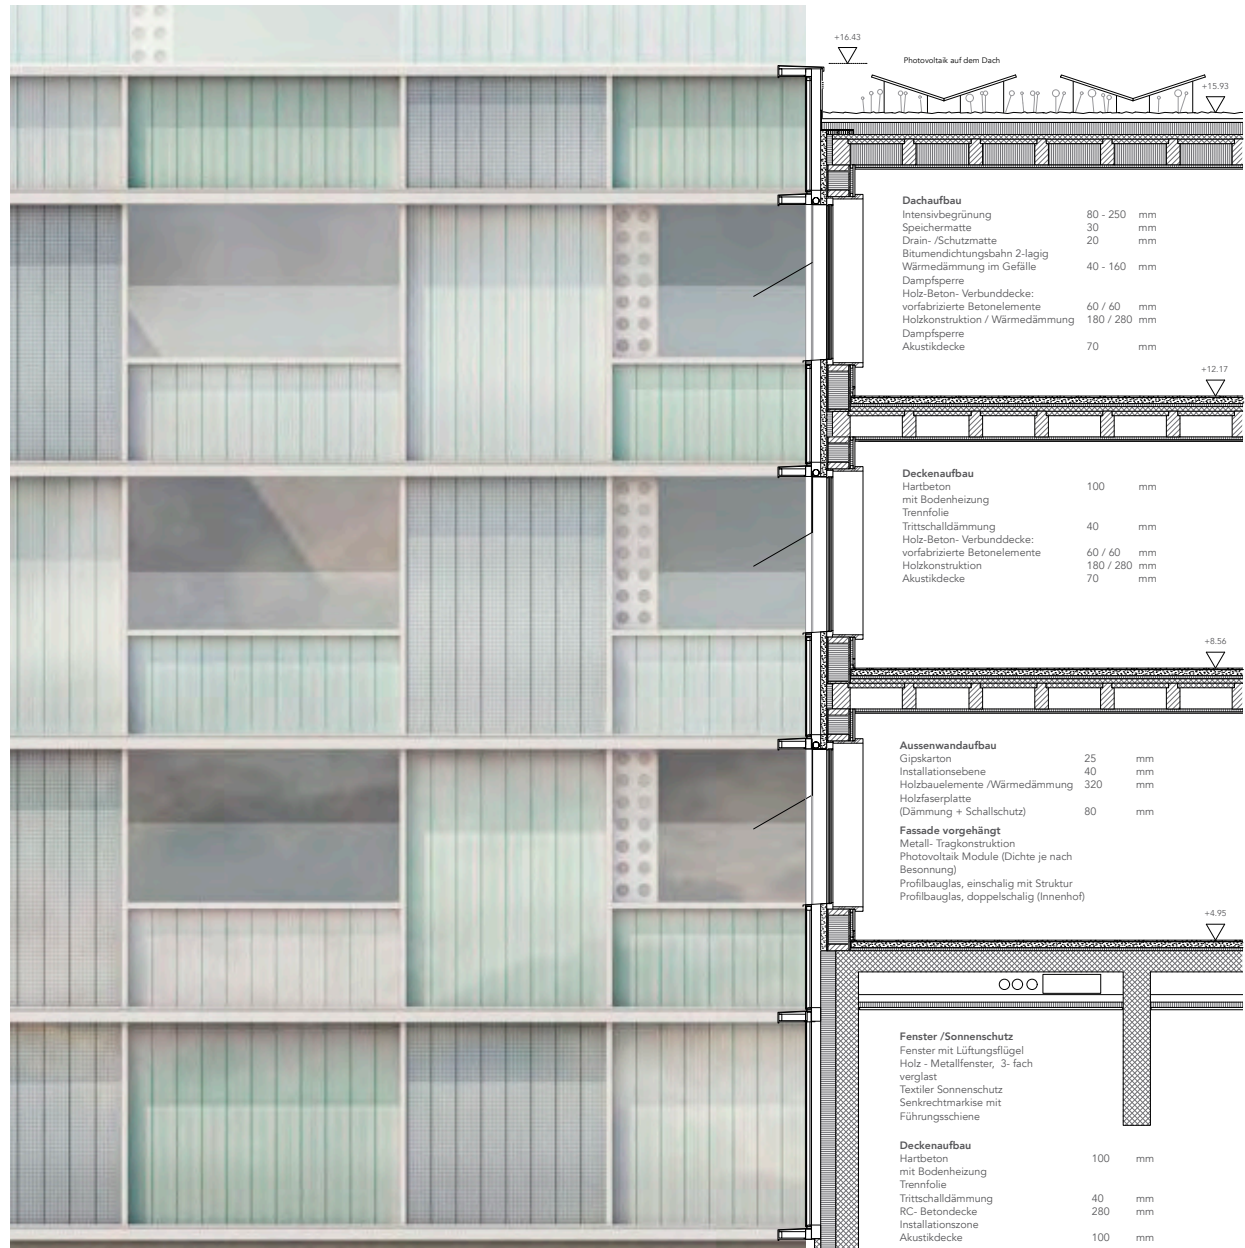 +16.43
Photovoltaik auf dem Dach
+15.93
Dachaufbau
Intensivbegrünung 80 - 250 mm
Speichermatte 30 mm
Drain- /Schutzmatte 20 mm
Bitumendichtungsbahn 2-lagig
Wärmedämmung im Gefälle 40 - 160 mm
Dampfsperre
Holz-Beton- Verbunddecke:
vorfabrizierte Betonelemente 60 / 60 mm
Holzkonstruktion / Wärmedämmung 180 / 280 mm
Dampfsperre
Akustikdecke 70 mm
+12.17
Deckenaufbau
Hartbeton 100 mm
mit Bodenheizung
Trennfolie
Trittschalldämmung 40 mm
Holz-Beton- Verbunddecke:
vorfabrizierte Betonelemente 60 / 60 mm
Holzkonstruktion 180 / 280 mm
Akustikdecke 70 mm
+8.56
Aussenwandaufbau
Gipskarton 25 mm
Installationsebene 40 mm
Holzbauelemente /Wärmedämmung 320 mm
Holzfaserplatte
(Dämmung + Schallschutz) 80 mm
Fassade vorgehängt
Metall- Tragkonstruktion
Photovoltaik Module (Dichte je nach
Besonnung)
Profilbauglas, einschalig mit Struktur
Profilbauglas, doppelschalig (Innenhof)
+4.95
Fenster /Sonnenschutz
Fenster mit Lüftungsflügel
Holz - Metallfenster, 3- fach
verglast
Textiler Sonnenschutz
Senkrechtmarkise mit
Führungsschiene
Deckenaufbau
Hartbeton 100 mm
mit Bodenheizung
Trennfolie
Trittschalldämmung 40 mm
RC- Betondecke 280 mm
Installationszone
Akustikdecke 100 mm